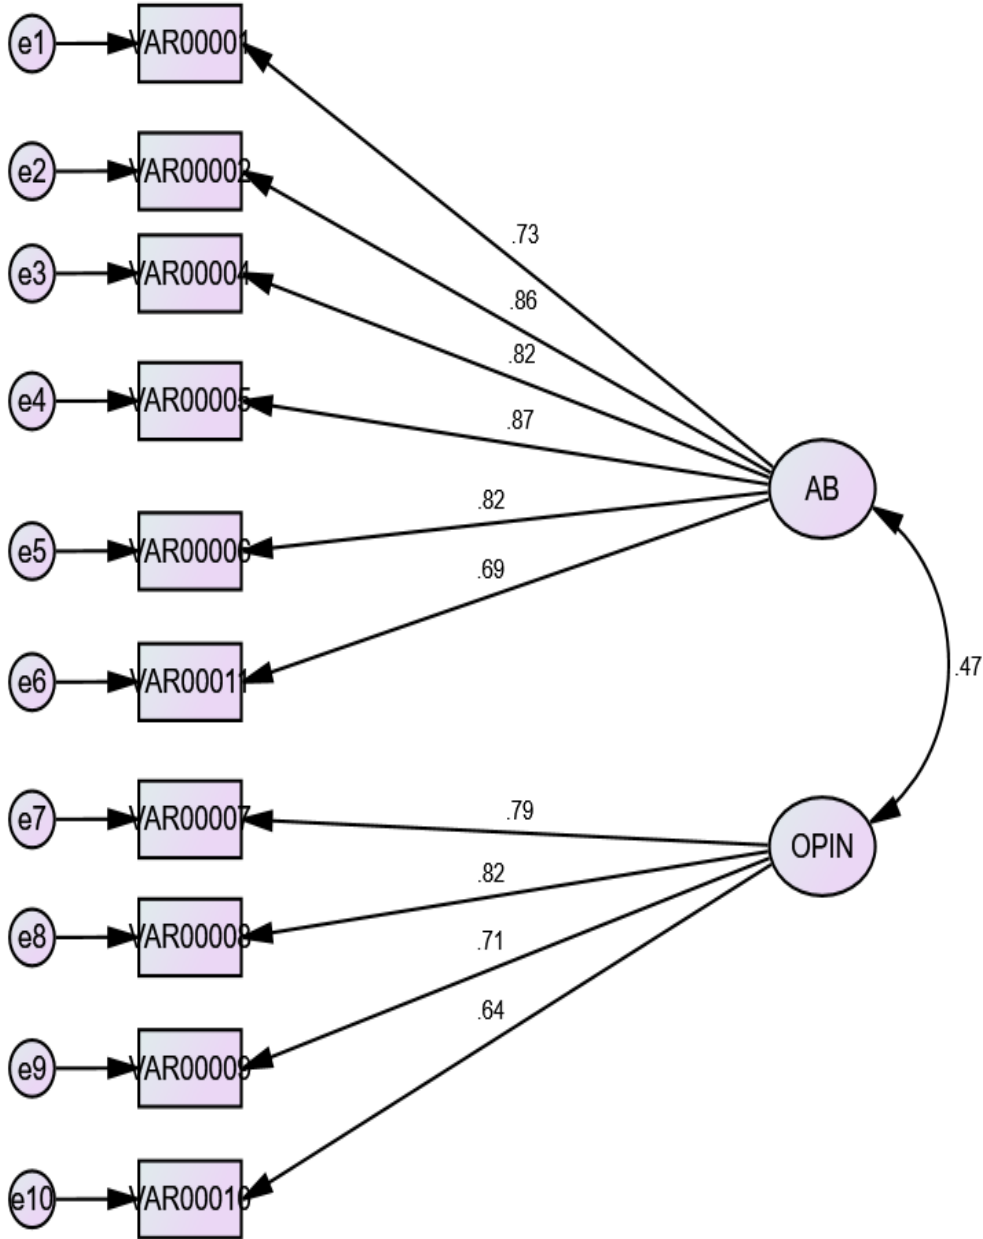 e1
VAR00001
e2
VAR00002
e3
VAR00004
e4
VAR00005
e5
VAR00006
e6
VAR00011
e7
VAR00007
e8
VAR00008
e9
VAR00009
e10
VAR00010
.73
.86
.82
.87
.82
.69
AB
.47
.79
.82
.71
.64
OPIN